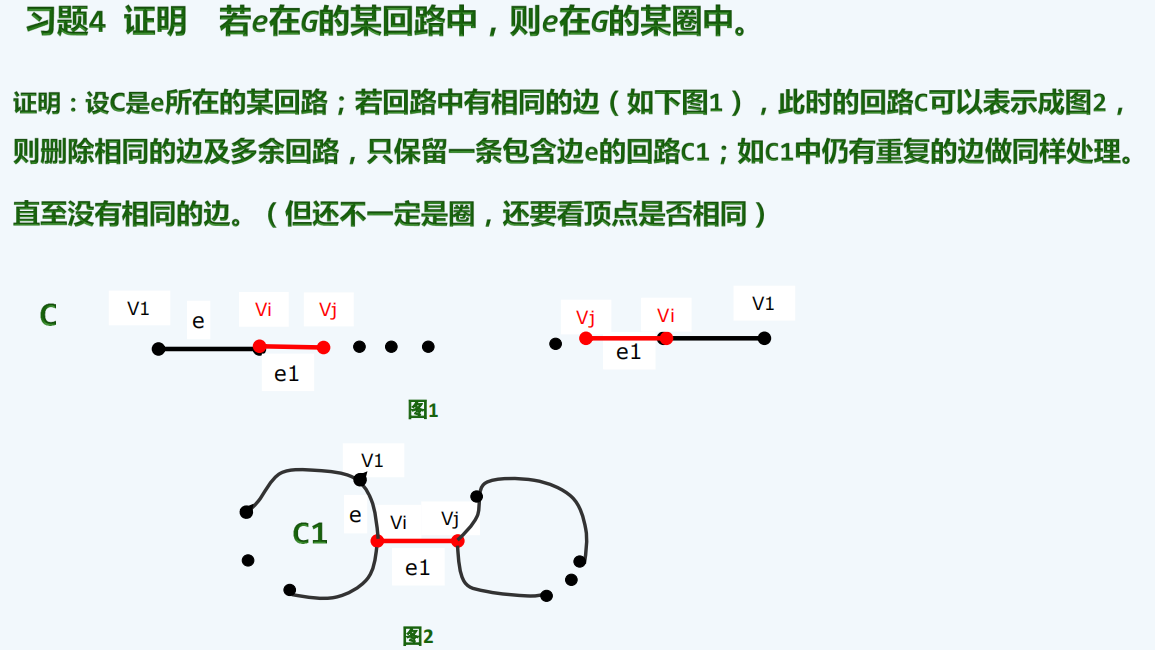 习题4 证明 若e在G的某回路中，则e在G的某圈中。
证明：设C是e所在的某回路；若回路中有相同的边（如下图1），此时的回路C可以表示成图2，
则删除相同的边及多余回路，只保留一条包含边e的回路C1；如C1中仍有重复的边做同样处理。
直至没有相同的边。（但还不一定是圈，还要看顶点是否相同）
C V1 e Vi Vj Vj Vi V1
e1 e1
图1
V1
C1 e Vi Vj
e1
图2